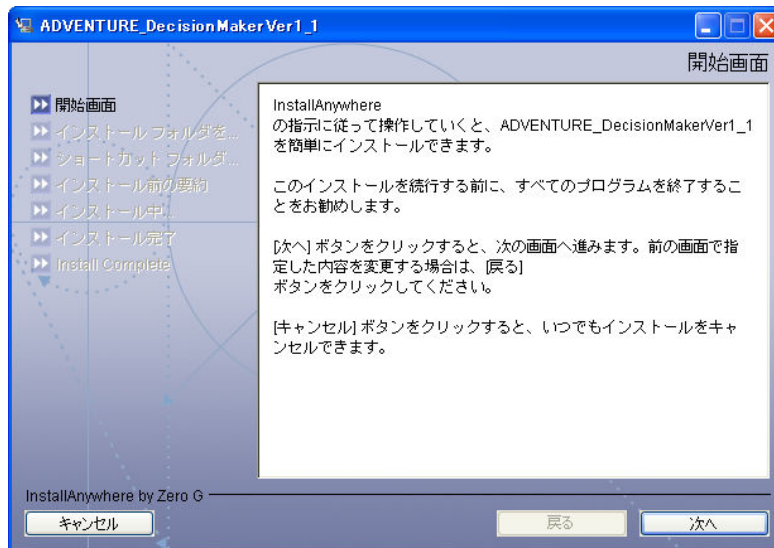 ADVENTURE_DecisionMakerVer1_1
開始画面
開始画面
インストール フォルダを...
ショートカット フォルダ...
インストール前の要約
インストール中...
インストール完了
Install Complete
InstallAnywhere
の指示に従って操作していくと、ADVENTURE_DecisionMakerVer1_1
を簡単にインストールできます。
このインストールを続行する前に、すべてのプログラムを終了するこ
とをお勧めします。
[次へ] ボタンをクリックすると、次の画面へ進みます。前の画面で指
定した内容を変更する場合は、[戻る]
ボタンをクリックしてください。
[キャンセル] ボタンをクリックすると、いつでもインストールをキャ
ンセルできます。
InstallAnywhere by Zero G
キャンセル
戻る
次へ